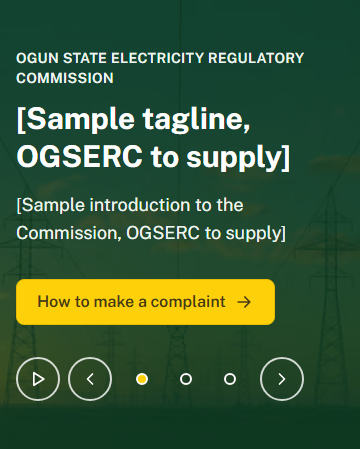 OGUN STATE ELECTRICITY REGULATORY
COMMISSION
[Sample tagline,
OGSERC to supply]
[Sample introduction to the
Commission, OGSERC to supply]
How to make a complaint →